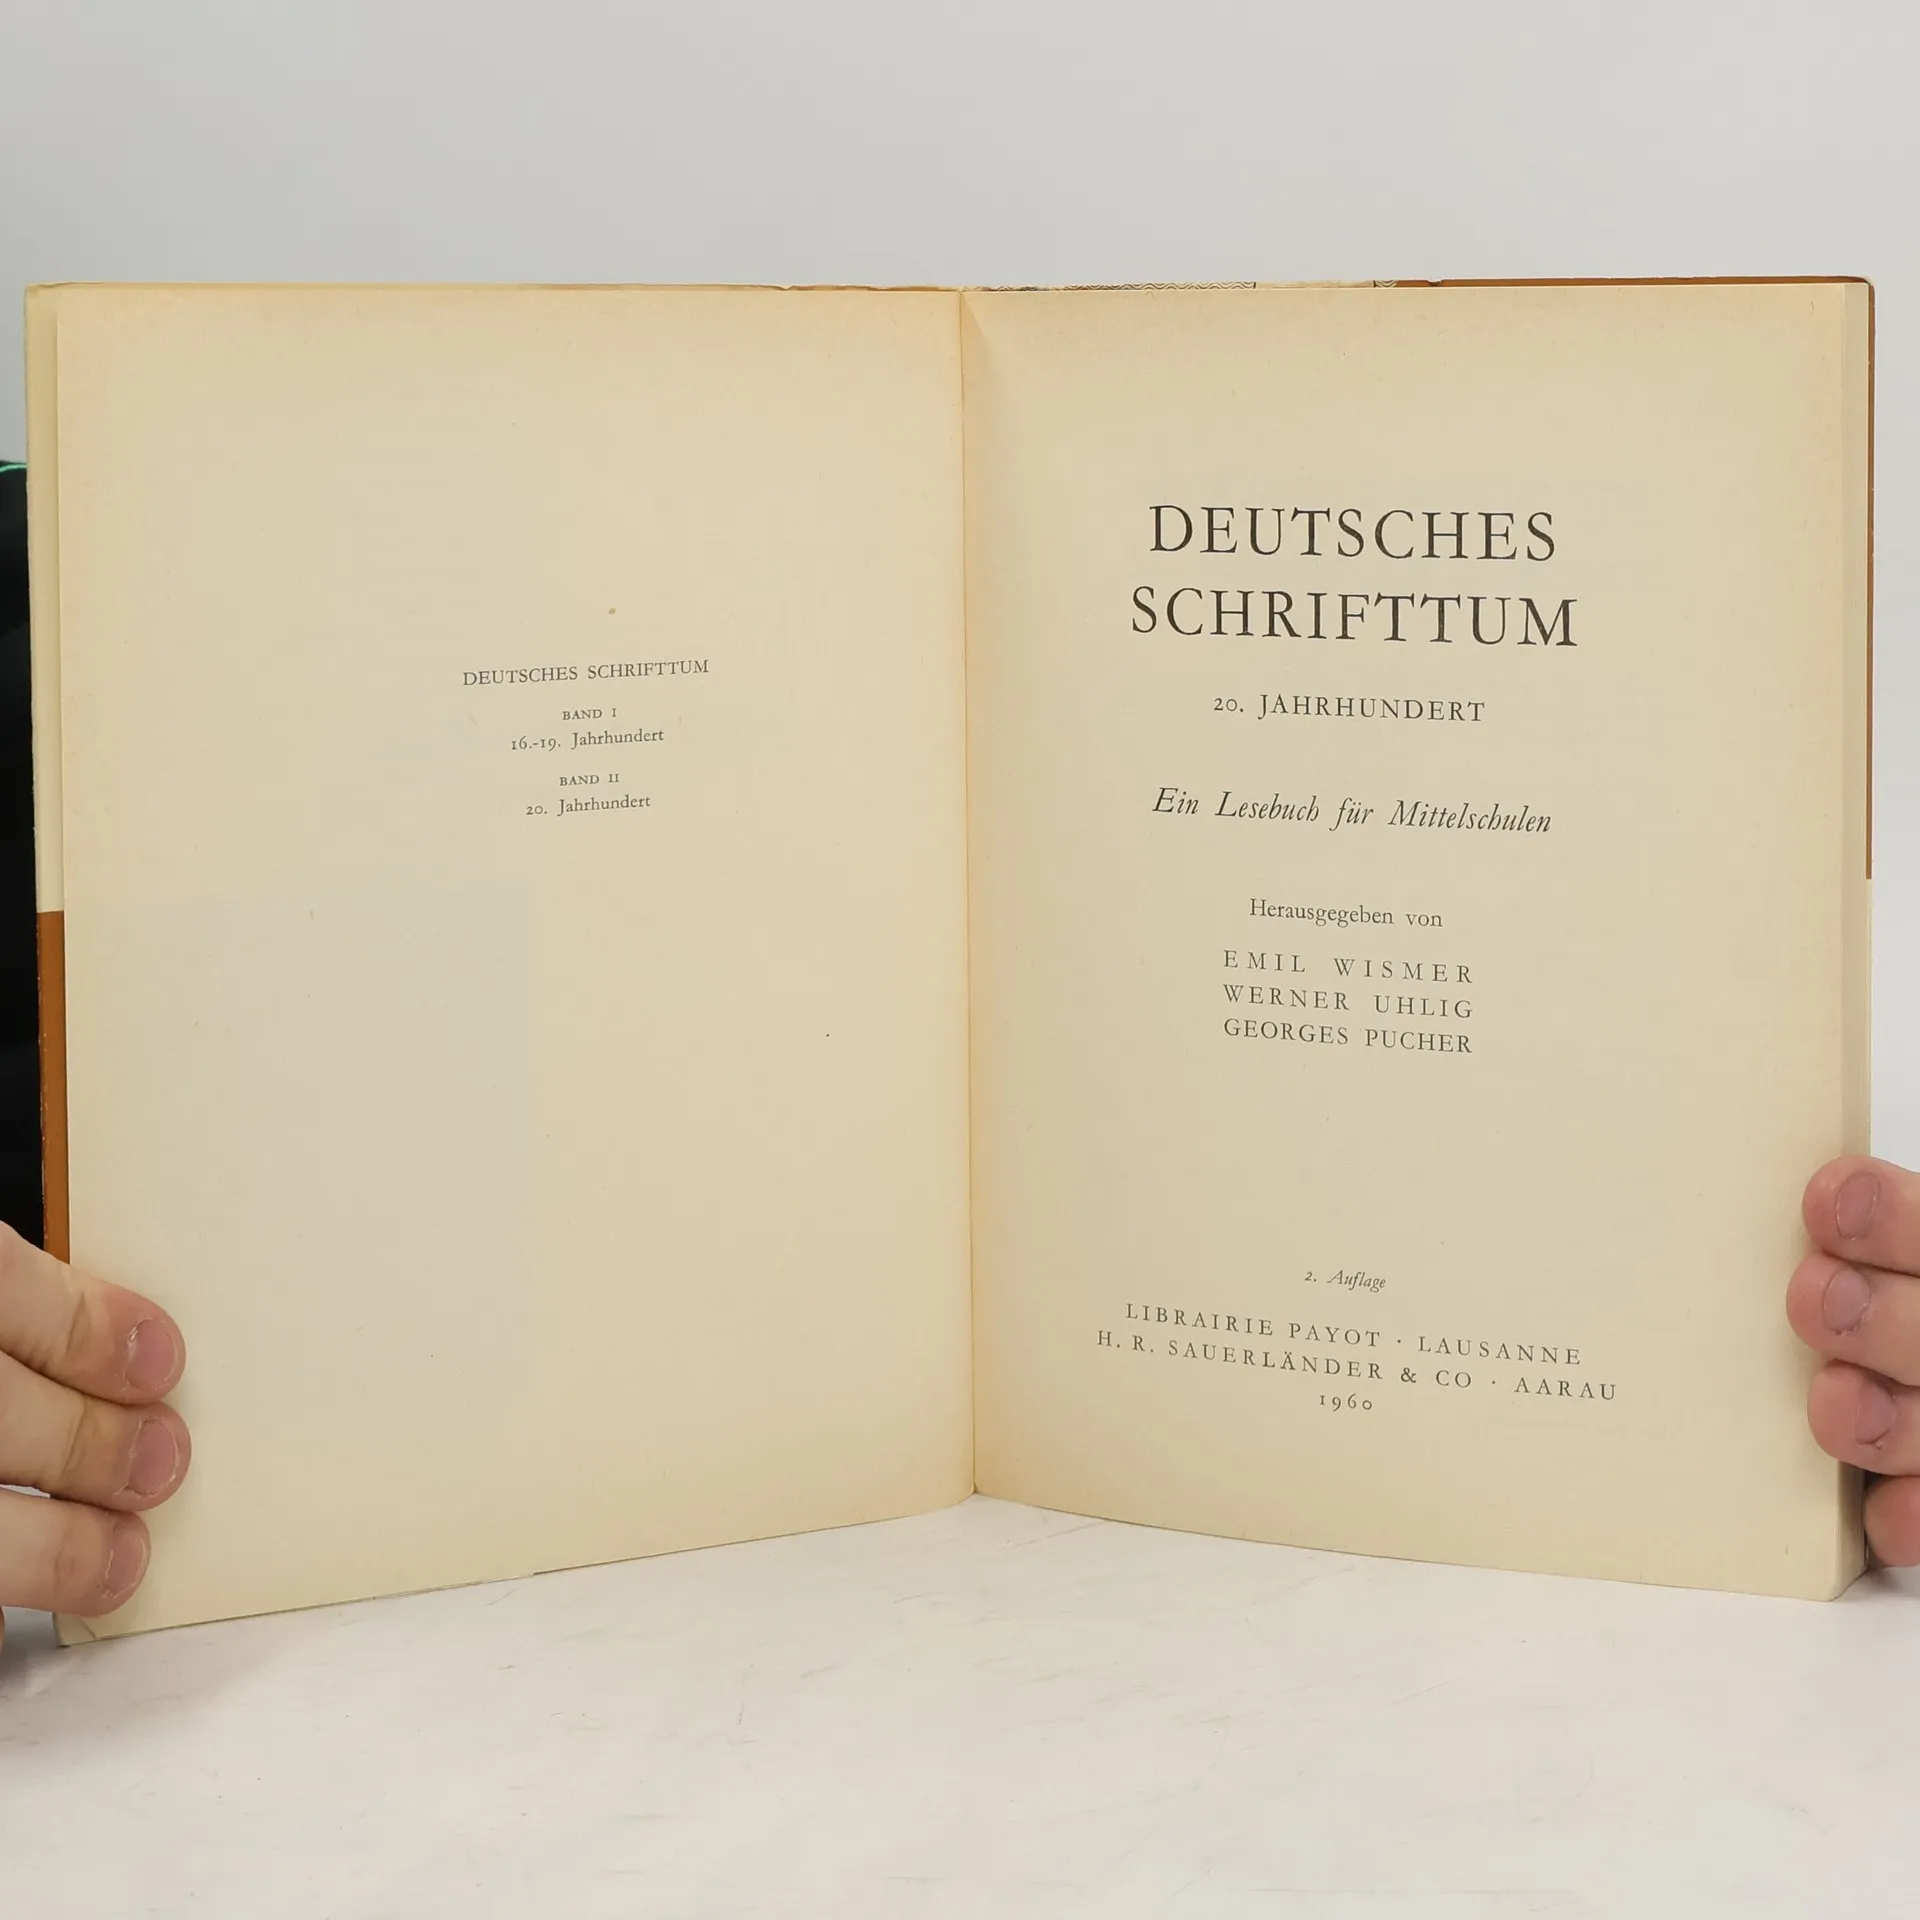 DEUTSCHES SCHRIFTTUM
BAND I
16.-19. Jahrhundert
BAND II
20. Jahrhundert
DEUTSCHES
SCHRIFTTUM
20. JAHRHUNDERT
Ein Lesebuch für Mittelschulen
Herausgegeben von
EMIL WISMER
WERNER UHLIG
GEORGES PUCHER
2. Auflage
LIBRAIRIE PAYOT · LAUSANNE
H. R. SAUERLÄNDER & CO · AARAU
1960